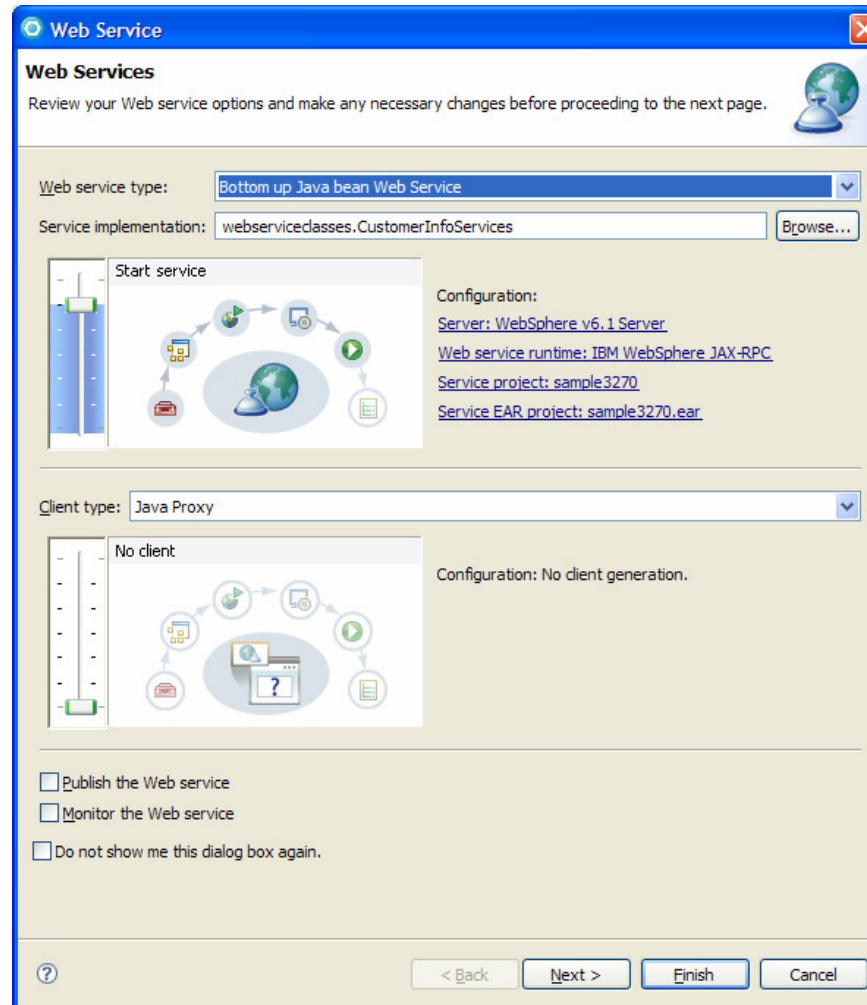 Web Service
Web Services
Review your Web service options and make any necessary changes before proceeding to the next page.
Web service type: Bottom up Java bean Web Service
Service implementation: webserviceclasses.CustomerInfoServices Browse...
Start service
Configuration:
Server: WebSphere v6.1 Server
Web service runtime: IBM WebSphere JAX-RPC
Service project: sample3270
Service EAR project: sample3270.ear
Client type: Java Proxy
No client
Configuration: No client generation.
?
Publish the Web service
Monitor the Web service
Do not show me this dialog box again.
? < Back Next > Finish Cancel